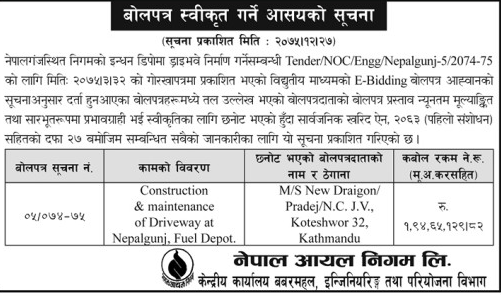 बोलपत्र स्वीकृत गर्ने आसयको सूचना
(सूचना प्रकाशित मिति : २०७५।१२।२७)
नेपालगंजस्थित निगमको इन्धन डिपोमा ड्राइभवे निर्माण गर्नेसम्बन्धी Tender/NOC/Engg/Nepalgunj-5/2074-75
को लागि मिति: २०७५।३।३२ को गोरखापत्रमा प्रकाशित भएको विद्युतीय माध्यमको E-Bidding बोलपत्र आह्वानको
सूचनाअनुसार दर्ता हुनआएका बोलपत्रहरूमध्ये तल उल्लेख भएको बोलपत्रदाताको बोलपत्र प्रस्ताव न्यूनतम मूल्याङ्कित
तथा सारभूतरूपमा प्रभावग्राही भई स्वीकृतिका लागि छनोट भएको हुँदा सार्वजनिक खरिद ऐन, २०६३ (पहिलो संशोधन)
सहितको दफा २७ बमोजिम सम्बन्धित सबैको जानकारीका लागि यो सूचना प्रकाशित गरिएको छ।
बोलपत्र सूचना नं.
कामको विवरण
छनोट भएको बोलपत्रदाताको
नाम र ठेगाना
कबोल रकम ने.रू.
(मू.अ.करसहित)
०५/०७४-७५
Construction
& maintenance
of Driveway at
Nepalgunj, Fuel Depot.
M/S New Draigon/
Pradej/N.C. J.V.,
Koteshwor 32,
Kathmandu
रु.
१,९४,६५,१२९/८२
नेपाल आयल निगम लि.
केन्द्रीय कार्यालय बबरमहल, इञ्जिनियरिङ्ग तथा परियोजना विभाग